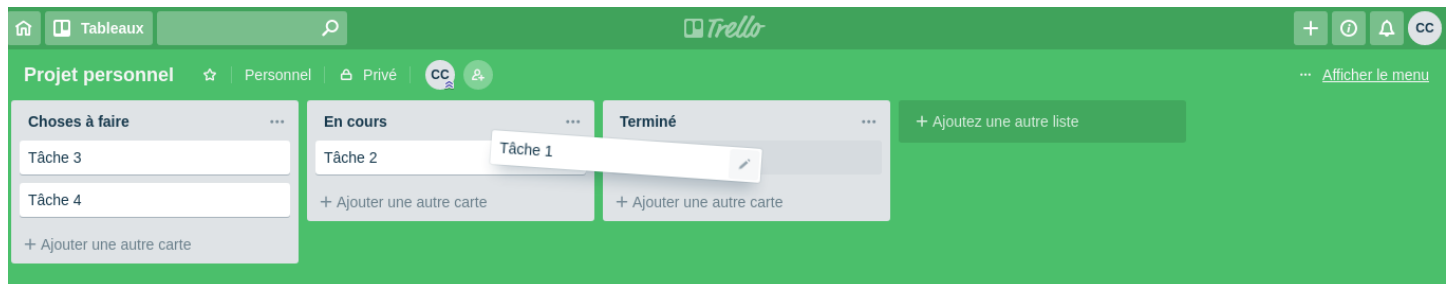 Tableaux
Trello
CC
Projet personnel
Personnel
Privé
CC
Afficher le menu
Choses à faire
Tâche 3
Tâche 4
+ Ajouter une autre carte
En cours
Tâche 2
+ Ajouter une autre carte
Terminé
Tâche 1
+ Ajouter une autre carte
+ Ajoutez une autre liste